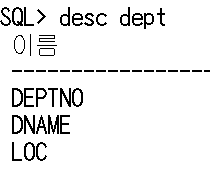 SQL> desc dept
이름
-----------------
DEPTNO
DNAME
LOC